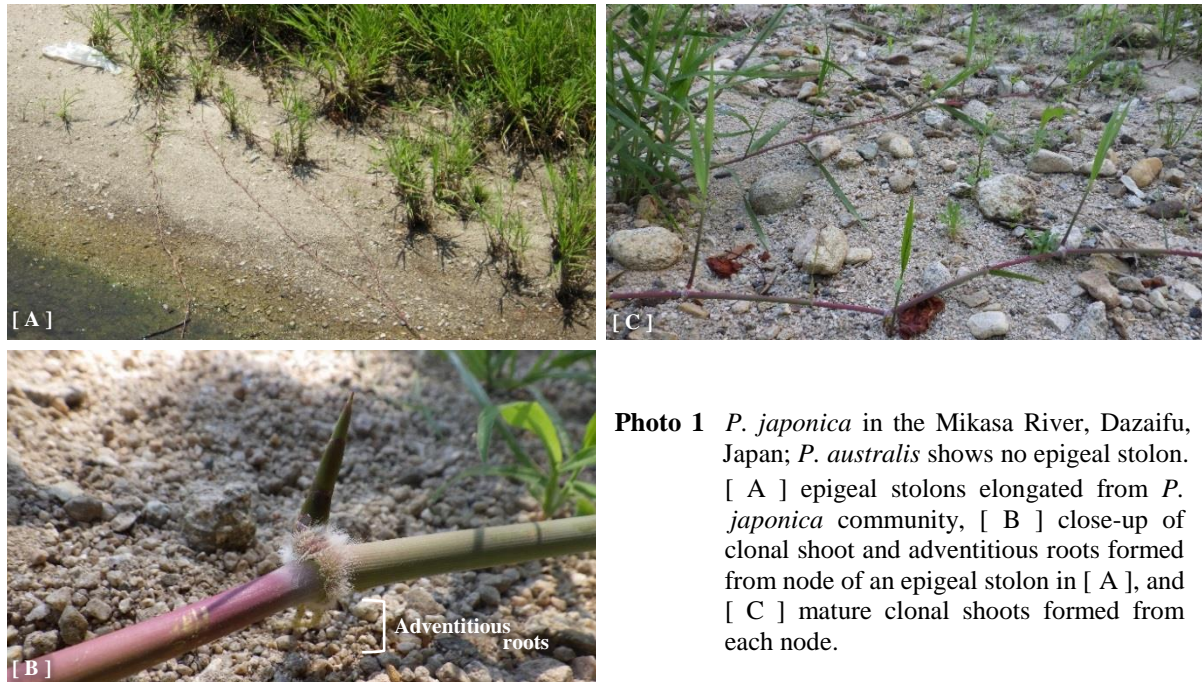 [ A ]
[ C ]
Adventitious
roots
[ B ]
Photo 1 P. japonica in the Mikasa River, Dazaifu,
Japan; P. australis shows no epigeal stolon.
[ A ] epigeal stolons elongated from P.
japonica community, [ B ] close-up of
clonal shoot and adventitious roots formed
from node of an epigeal stolon in [ A ], and
[ C ] mature clonal shoots formed from
each node.